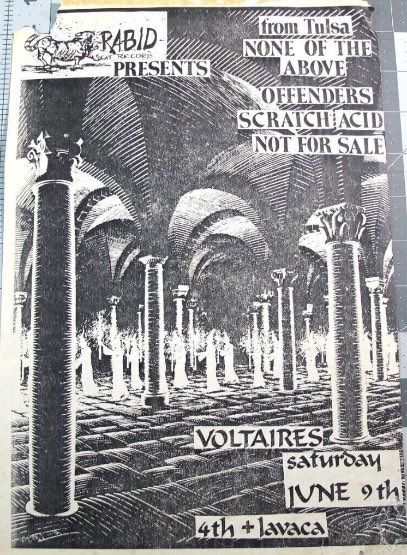 RABID
CAT RECORDS
PRESENTS
from Tulsa
NONE OF THE
ABOVE
OFFENDERS
SCRATCH ACID
NOT FOR SALE
VOLTAIRES
saturday
JUNE 9th
4th + lavaca